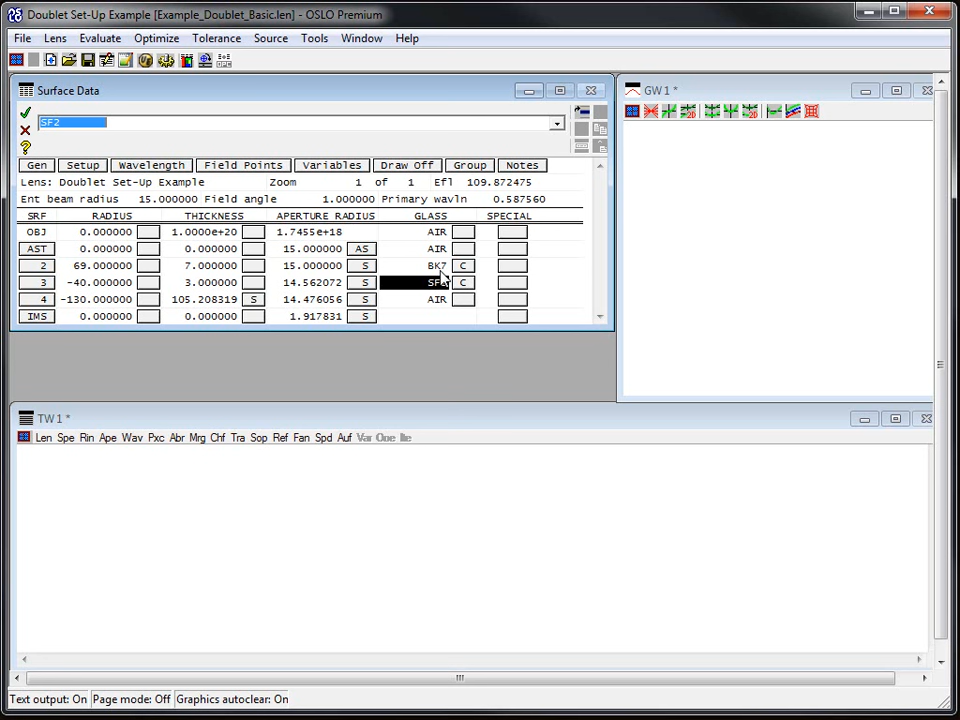 Doublet Set-Up Example [Example_Doublet_Basic.len] - OSLO Premium
File Lens Evaluate Optimize Tolerance Source Tools Window Help
Surface Data
GW 1 *
SF2
Gen Setup Wavelength Field Points Variables Draw Off Group Notes
Lens: Doublet Set-Up Example Zoom 1 of 1 Efl 109.872475
Ent beam radius 15.000000 Field angle 1.000000 Primary wavln 0.587560
SRF RADIUS THICKNESS APERTURE RADIUS GLASS SPECIAL
OBJ 0.000000 1.0000e+20 1.7455e+18 AIR
AST 0.000000 0.000000 15.000000 AS AIR
2 69.000000 7.000000 15.000000 S BK7 C
3 -40.000000 3.000000 14.562072 S SF2 C
4 -130.000000 105.208319 S 14.476056 S AIR
IMS 0.000000 0.000000 1.917831 S
TW 1 *
Len Spe Rin Ape Wav Pxc Abr Mrg Chf Tra Sop Ref Fan Spd Auf Var Ope Ite
Text output: On Page mode: Off Graphics autoclear: On